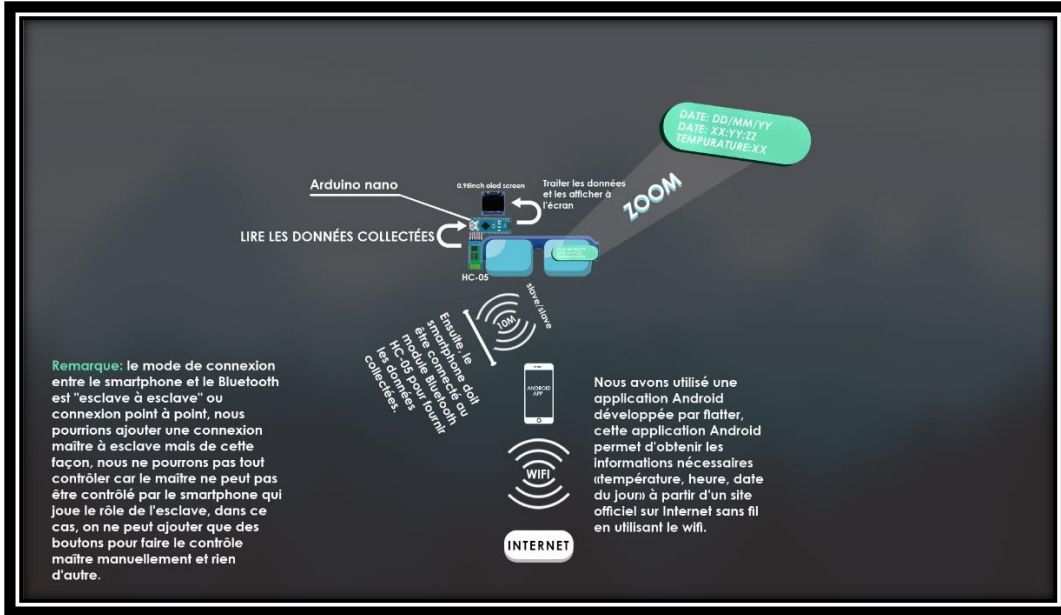 DATE: DD/MM/YY
DATE: XX:YY:ZZ
TEMPURATURE:XX
ZOOM
Arduino nano
0.96inch oled screen
Traiter les données
et les afficher à
l'écran
LIRE LES DONNÉES COLLECTÉES
HC-05
slave/slave
10M
Ensuite, le
smartphone doit
être connecté au
module Bluetooth
HC-05 pour fournir
les données
collectées.
ANDROID
APP
WIFI
INTERNET
Remarque: le mode de connexion
entre le smartphone et le Bluetooth
est "esclave à esclave" ou
connexion point à point, nous
pourrions ajouter une connexion
maître à esclave mais de cette
façon, nous ne pourrons pas tout
contrôler car le maître ne peut pas
être contrôlé par le smartphone qui
joue le rôle de l'esclave, dans ce
cas, on ne peut ajouter que des
boutons pour faire le contrôle
maître manuellement et rien
d'autre.
Nous avons utilisé une
application Android
développée par flatter,
cette application Android
permet d'obtenir les
informations nécessaires
«température, heure, date
du jour» à partir d'un site
officiel sur Internet sans fil
en utilisant le wifi.